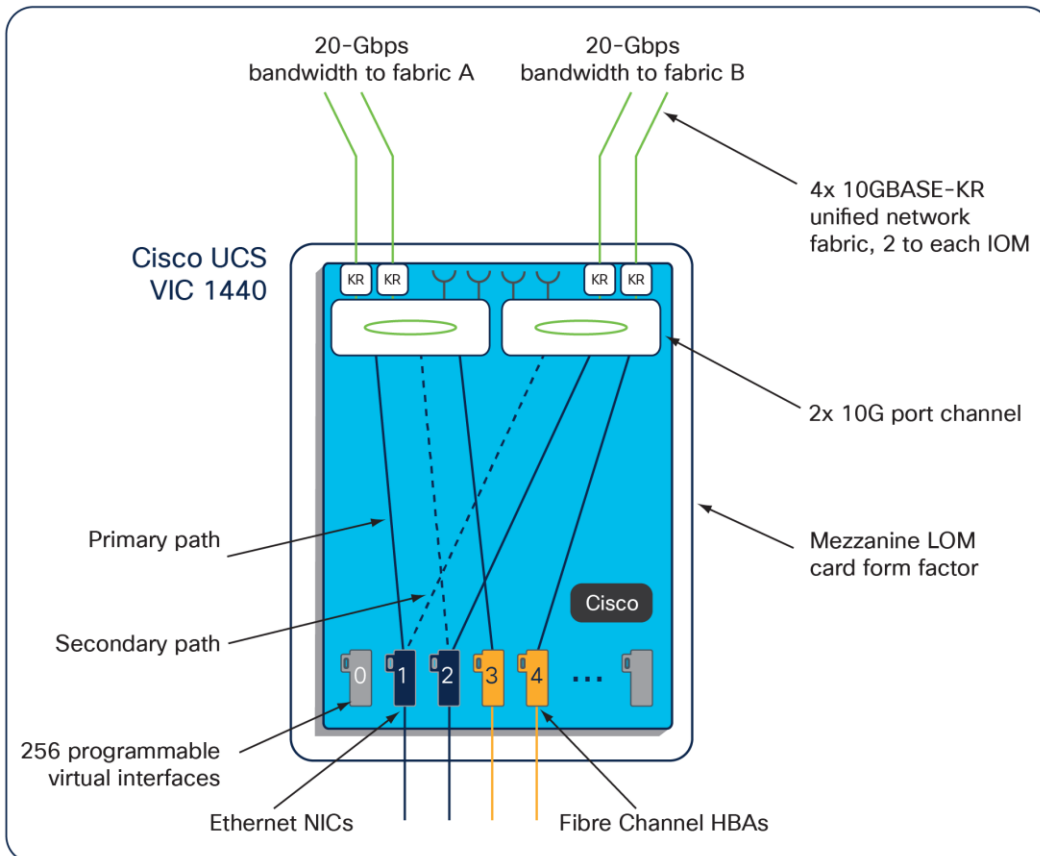 20-Gbps
bandwidth to fabric A
20-Gbps
bandwidth to fabric B
4x 10GBASE-KR
unified network
fabric, 2 to each IOM
Cisco UCS
VIC 1440
KR
KR
KR
KR
2x 10G port channel
Primary path
Mezzanine LOM
card form factor
Cisco
Secondary path
0
1
2
3
4
...
256 programmable
virtual interfaces
Ethernet NICs
Fibre Channel HBAs